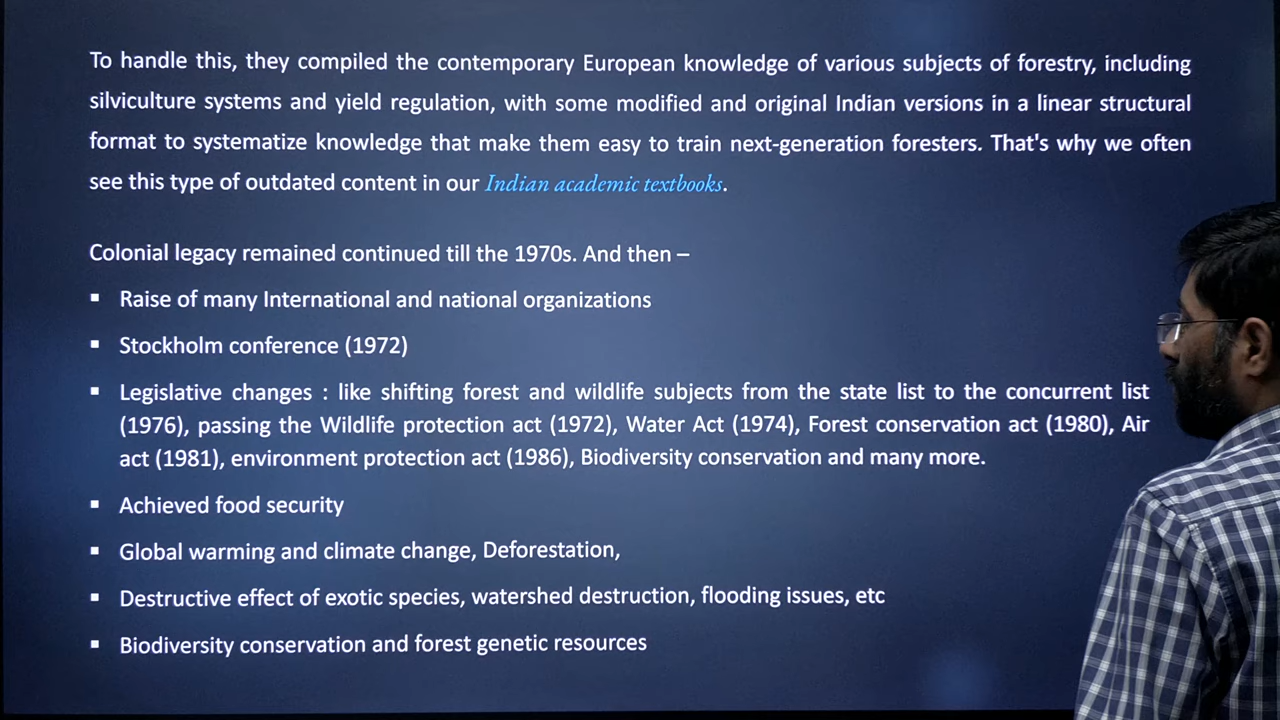 To handle this, they compiled the contemporary European knowledge of various subjects of forestry, including
silviculture systems and yield regulation, with some modified and original Indian versions in a linear structural
format to systematize knowledge that make them easy to train next-generation foresters. That's why we often
see this type of outdated content in our Indian academic textbooks.
Colonial legacy remained continued till the 1970s. And then –
▪ Raise of many International and national organizations
▪ Stockholm conference (1972)
▪ Legislative changes : like shifting forest and wildlife subjects from the state list to the concurrent list
(1976), passing the Wildlife protection act (1972), Water Act (1974), Forest conservation act (1980), Air
act (1981), environment protection act (1986), Biodiversity conservation and many more.
▪ Achieved food security
▪ Global warming and climate change, Deforestation,
▪ Destructive effect of exotic species, watershed destruction, flooding issues, etc
▪ Biodiversity conservation and forest genetic resources